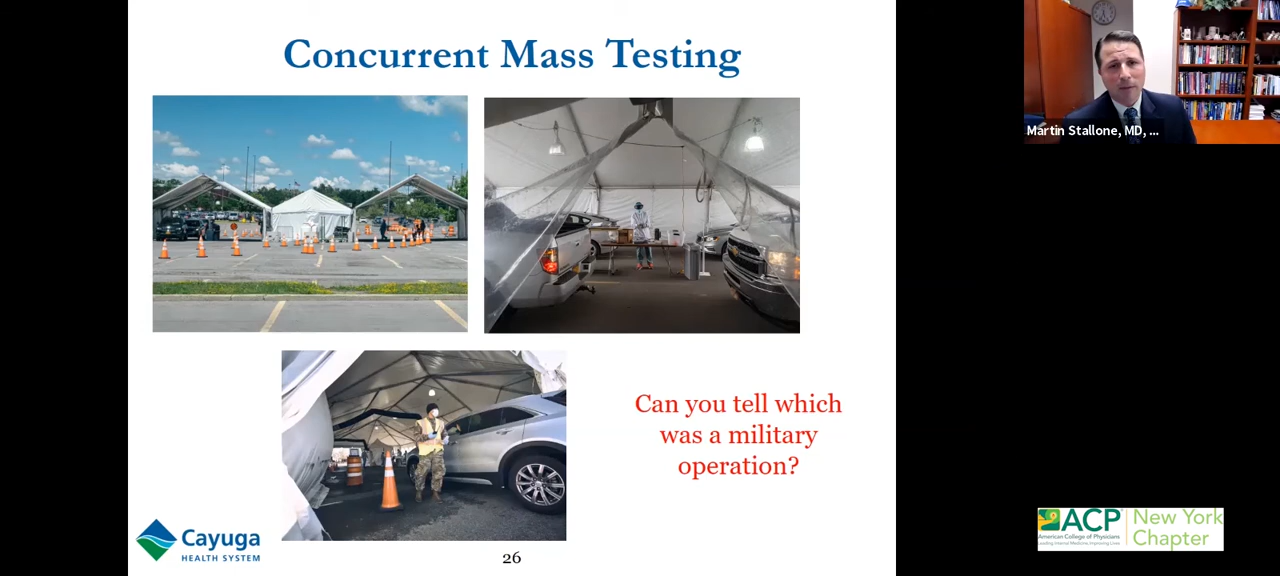 Concurrent Mass Testing
Martin Stallone, MD, ...
Can you tell which
was a military
operation?
Cayuga
HEALTH SYSTEM
26
ACP
American College of Physicians
Leading Internal Medicine, Improving Lives
New York
Chapter